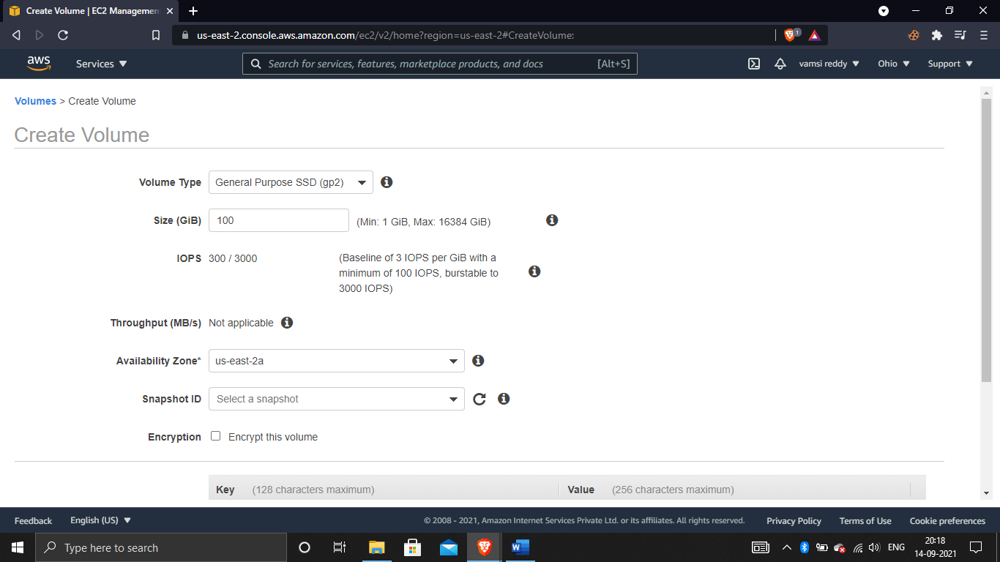 Create Volume | EC2 Managemen
us-east-2.console.aws.amazon.com/ec2/v2/home?region=us-east-2#CreateVolume:
1
aws
Services
Search for services, features, marketplace products, and docs
[Alt+S]
vamsi reddy
Ohio
Support
Volumes > Create Volume
Create Volume
Volume Type General Purpose SSD (gp2)
Size (GiB) 100 (Min: 1 GiB, Max: 16384 GiB)
IOPS 300 / 3000 (Baseline of 3 IOPS per GiB with a
minimum of 100 IOPS, burstable to
3000 IOPS)
Throughput (MB/s) Not applicable
Availability Zone* us-east-2a
Snapshot ID Select a snapshot
Encryption Encrypt this volume
Key (128 characters maximum) Value (256 characters maximum)
Feedback English (US) © 2008 - 2021, Amazon Internet Services Private Ltd. or its affiliates. All rights reserved. Privacy Policy Terms of Use Cookie preferences
Type here to search
W
ENG
20:18
14-09-2021